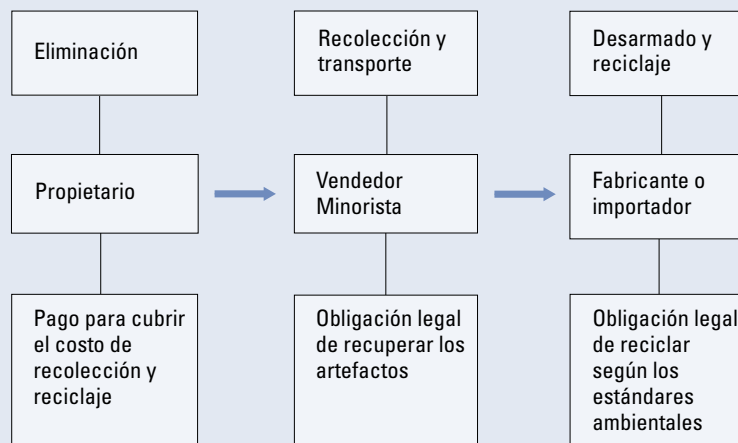 Eliminación
Recolección y
transporte
Desarmado y
reciclaje
Propietario
Vendedor
Minorista
Fabricante o
importador
Pago para cubrir
el costo de
recolección y
reciclaje
Obligación legal
de recuperar los
artefactos
Obligación legal
de reciclar
según los
estándares
ambientales